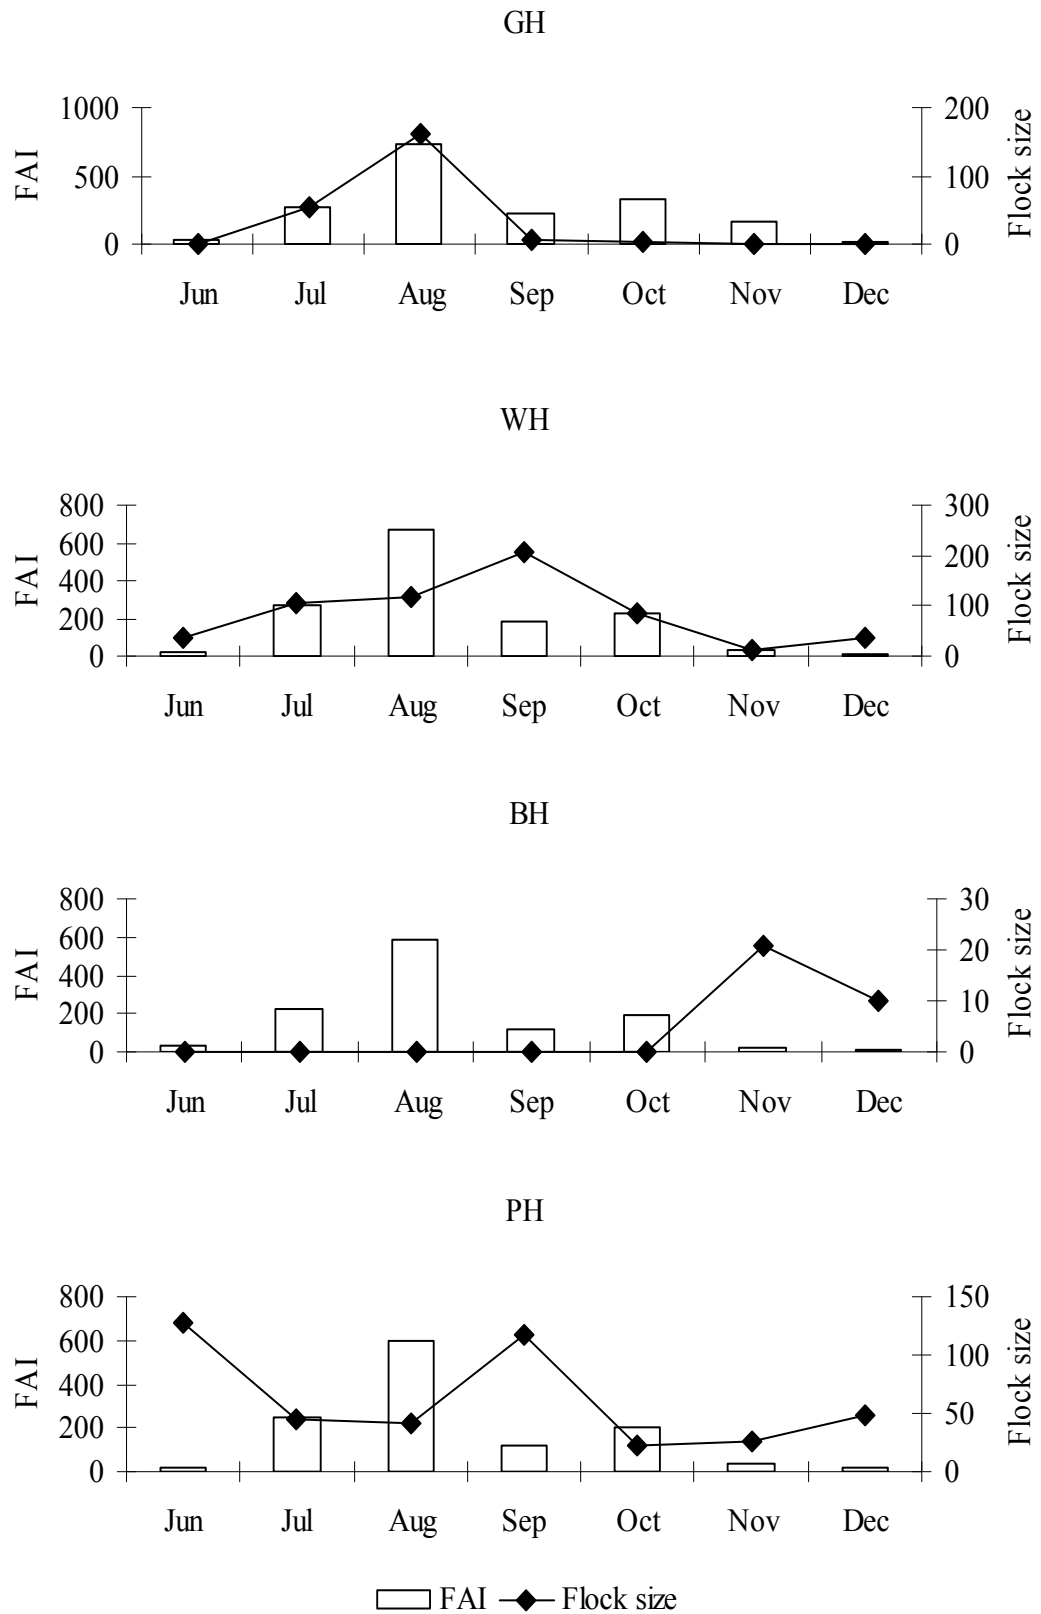 GH
1000 200
500 100
0 0
FAI
Flock size
Jun Jul Aug Sep Oct Nov Dec
WH
800 300
600 200
400
200 100
0 0
FAI
Flock size
Jun Jul Aug Sep Oct Nov Dec
BH
800 30
600 20
400
200 10
0 0
FAI
Flock size
Jun Jul Aug Sep Oct Nov Dec
PH
800 150
600 100
400
200 50
0 0
FAI
Flock size
Jun Jul Aug Sep Oct Nov Dec
FAI Flock size